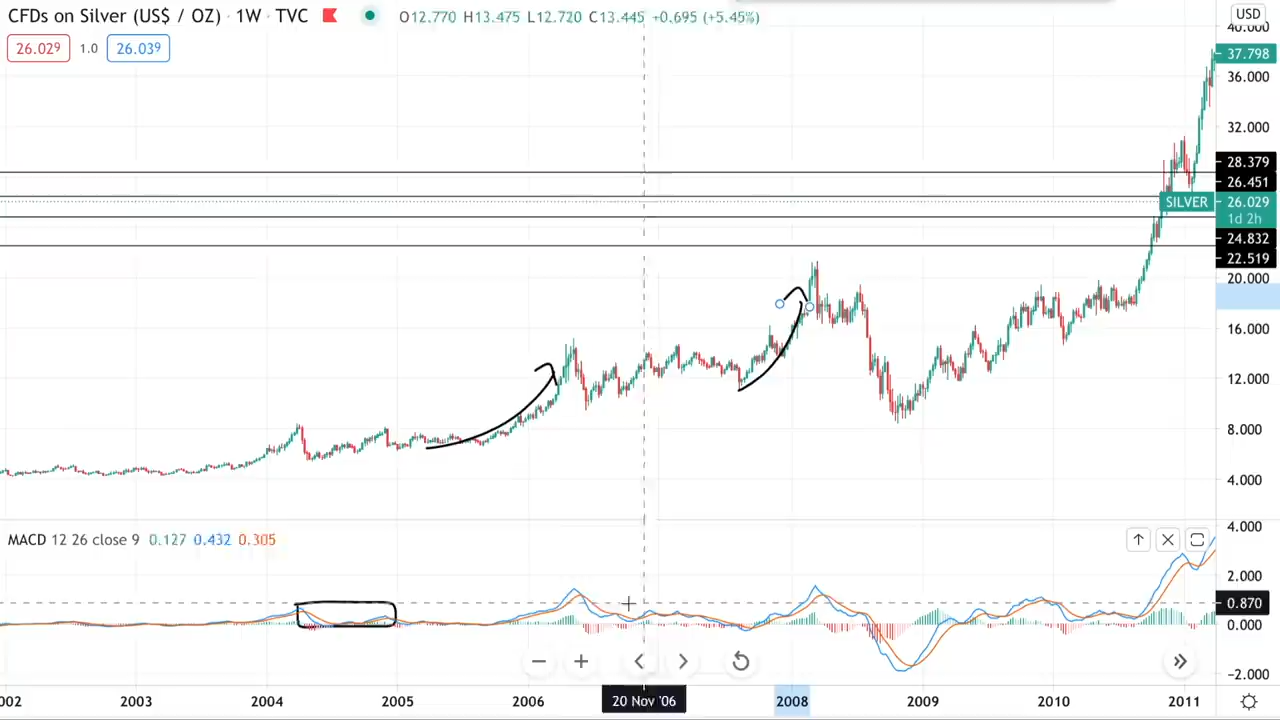 CFDs on Silver (US$ / OZ) · 1W · TVC O12.770 H13.475 L12.720 C13.445 +0.695 (+5.45%)
USD
40.000
26.029 1.0 26.039
37.798
36.000
32.000
28.379
26.451
SILVER 26.029
1d 2h
24.832
22.519
20.000
16.000
12.000
8.000
4.000
MACD 12 26 close 9 0.127 0.432 0.305
4.000
2.000
0.870
0.000
-2.000
2002 2003 2004 2005 2006 20 Nov '06 2008 2009 2010 2011